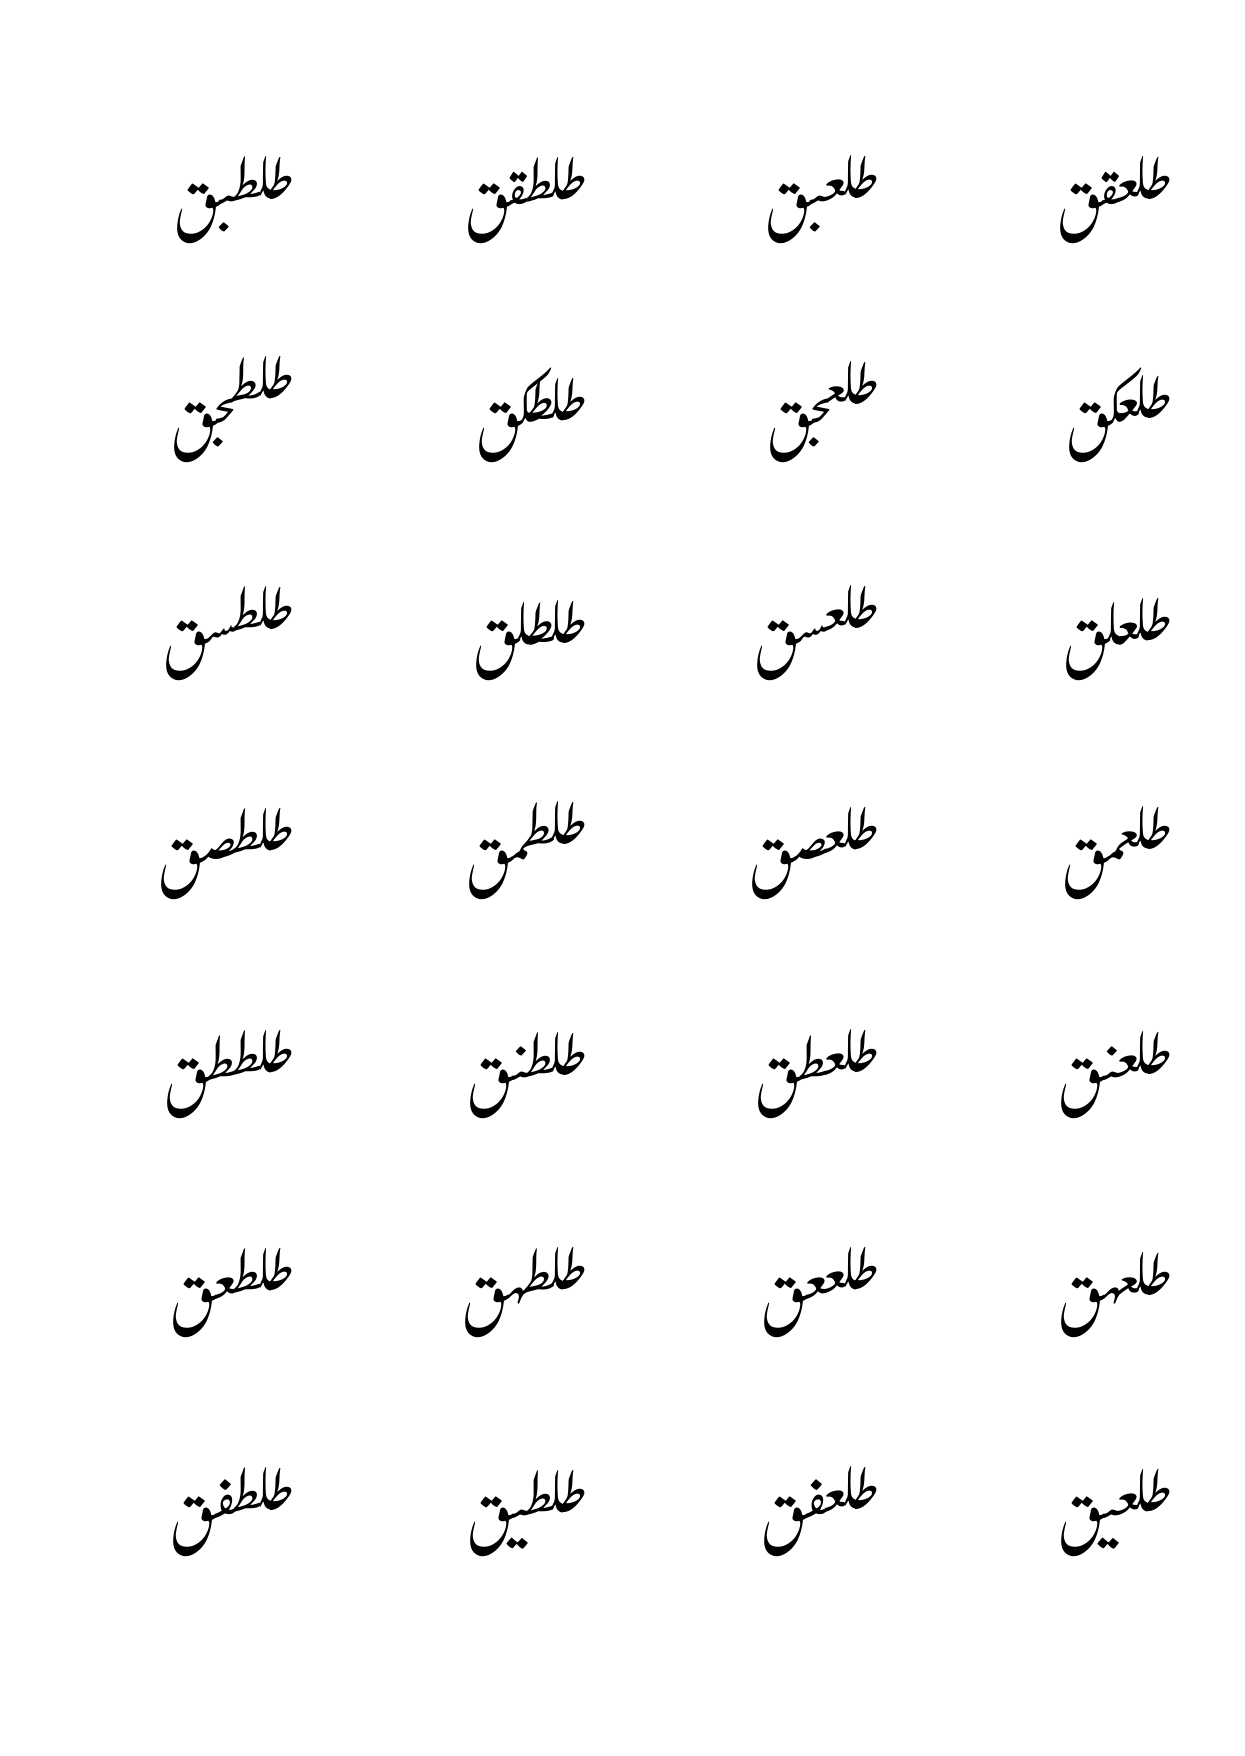 طلعقق طلعبق طلطقق طلطبق
طلعكق طلعجق طلطكق طلطجق
طلعلق طلعسق طلطلق طلطسق
طلعمق طلعصق طلطمق طلطصق
طلعنق طلعطق طلطنق طلططق
طلعهق طلععق طلطهق طلطعق
طلعيق طلعفق طلطيق طلطفق